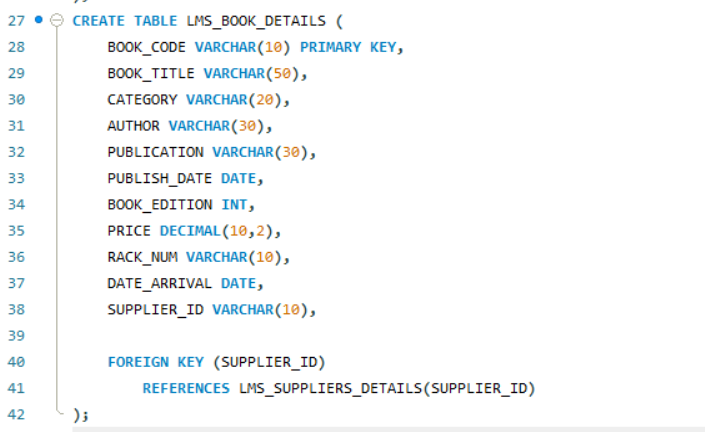 27 CREATE TABLE LMS_BOOK_DETAILS (
28 BOOK_CODE VARCHAR(10) PRIMARY KEY,
29 BOOK_TITLE VARCHAR(50),
30 CATEGORY VARCHAR(20),
31 AUTHOR VARCHAR(30),
32 PUBLICATION VARCHAR(30),
33 PUBLISH_DATE DATE,
34 BOOK_EDITION INT,
35 PRICE DECIMAL(10,2),
36 RACK_NUM VARCHAR(10),
37 DATE_ARRIVAL DATE,
38 SUPPLIER_ID VARCHAR(10),
39
40 FOREIGN KEY (SUPPLIER_ID)
41 REFERENCES LMS_SUPPLIERS_DETAILS(SUPPLIER_ID)
42 );